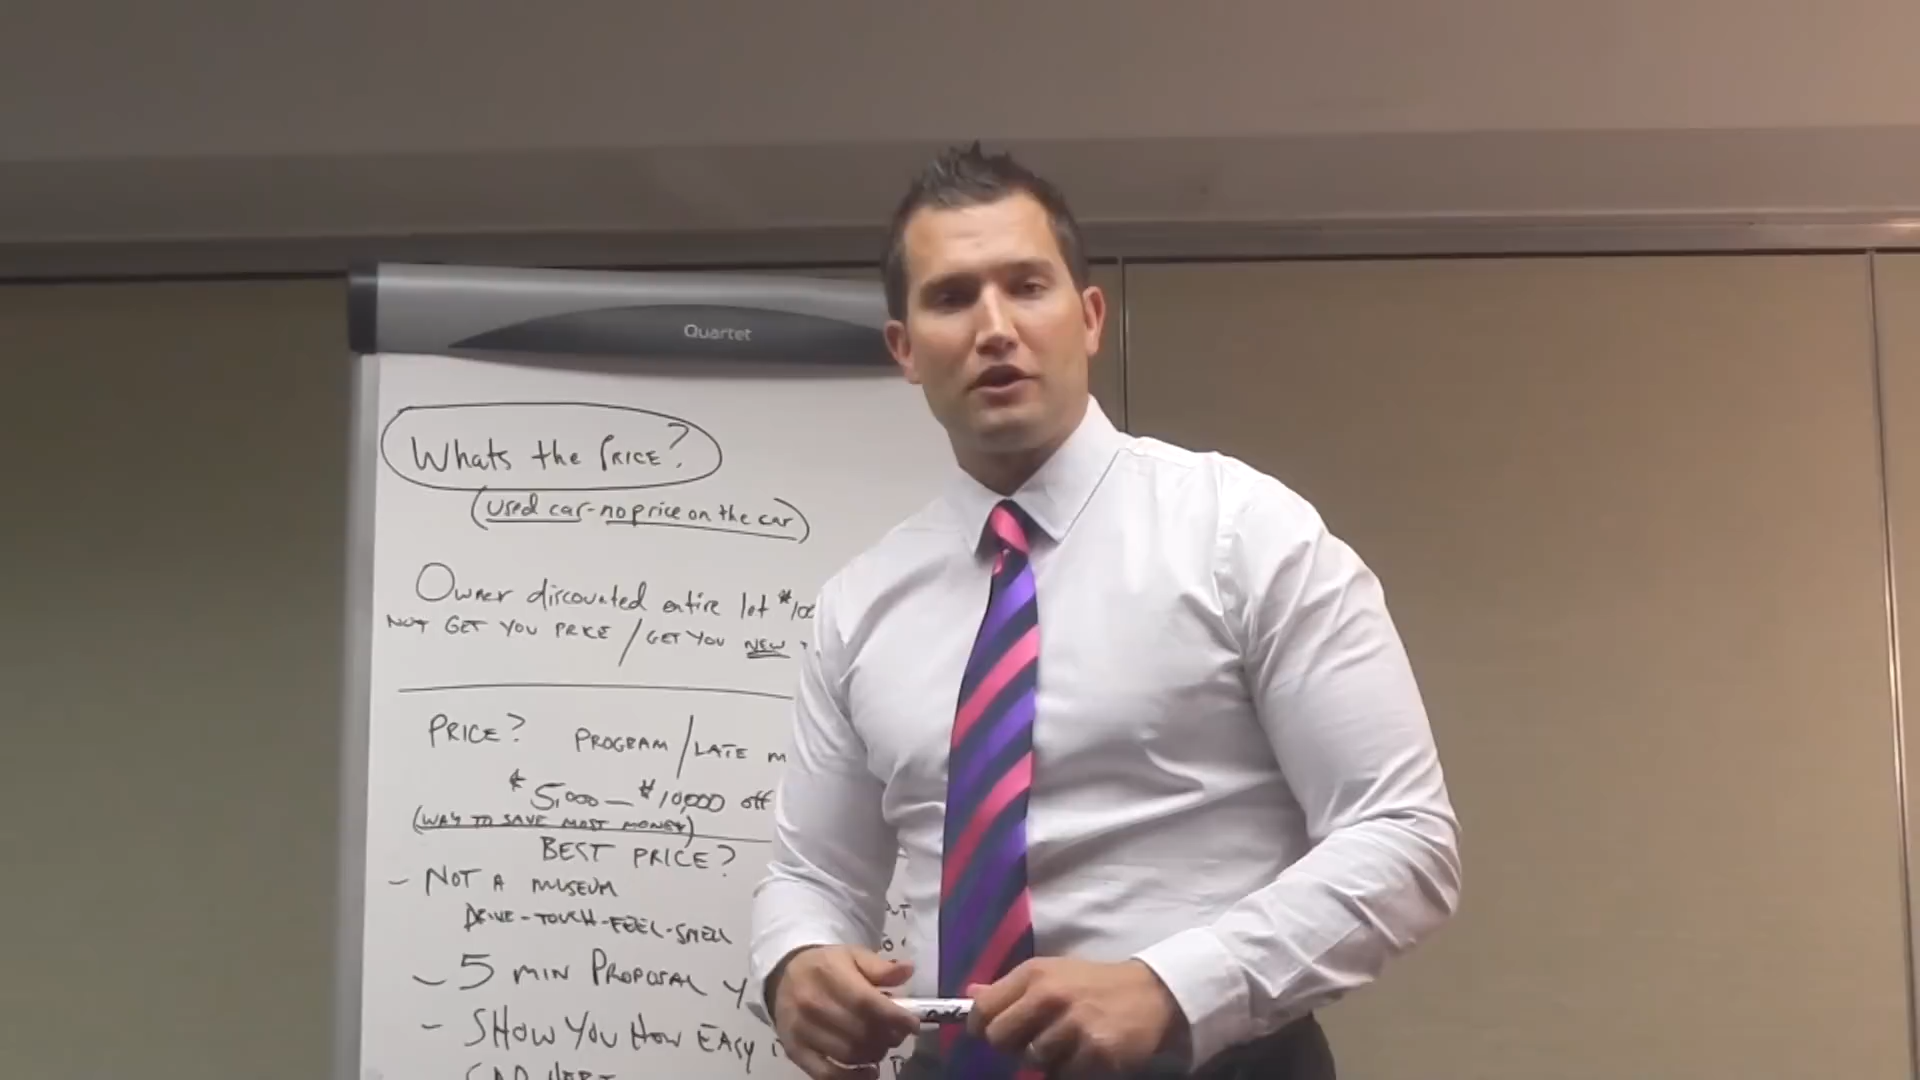 Quartet
Whats the PRICE?
(used car-no price on the car)
Owner discounted entire lot $100
NOT GET YOU PRICE / GET YOU NEW
PRICE? PROGRAM / LATE M
$5,000 - $10,000 off
(WAY TO SAVE MOST MONEY)
BEST PRICE?
- NOT A MUSEUM
DRIVE-TOUCH-FEEL-SMELL
- 5 MIN PROPOSAL Y
- SHOW YOU HOW EASY